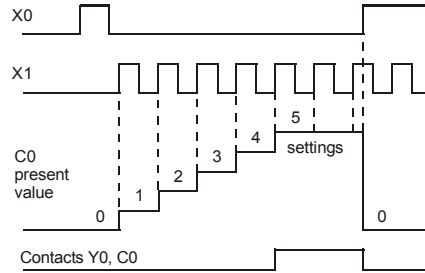 X0
X1
C0
present
value
0
1
2
3
4
5
settings
0
Contacts Y0, C0